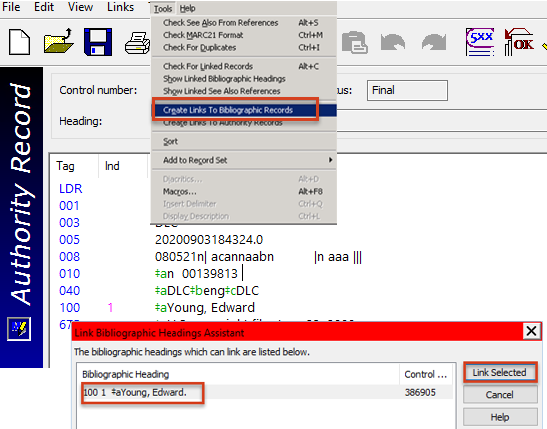 File Edit View Links Tools Help
5XX OK
Check See Also From References Alt+S
Check MARC21 Format Ctrl+M
Check For Duplicates Ctrl+I
Check For Linked Records Alt+C
Show Linked Bibliographic Headings
Show Linked See Also References
Create Links To Bibliographic Records
Create Links To Authority Records
Sort
Add to Record Set
Diacritics... Alt+D
Macros... Alt+F8
Insert Delimiter Ctrl+Q
Display Description Ctrl+L
Control number: us: Final
Heading:
Authority Record
Tag Ind
LDR
001
003 DLC
005 20200903184324.0
008 080521n| acannaabn |n aaa |||
010 ‡an 00139813
040 ‡aDLC‡beng‡cDLC
100 1 ‡aYoung, Edward
Link Bibliographic Headings Assistant
The bibliographic headings which can link are listed below.
Bibliographic Heading Control ...
100 1 ‡aYoung, Edward. 386905
Link Selected
Cancel
Help